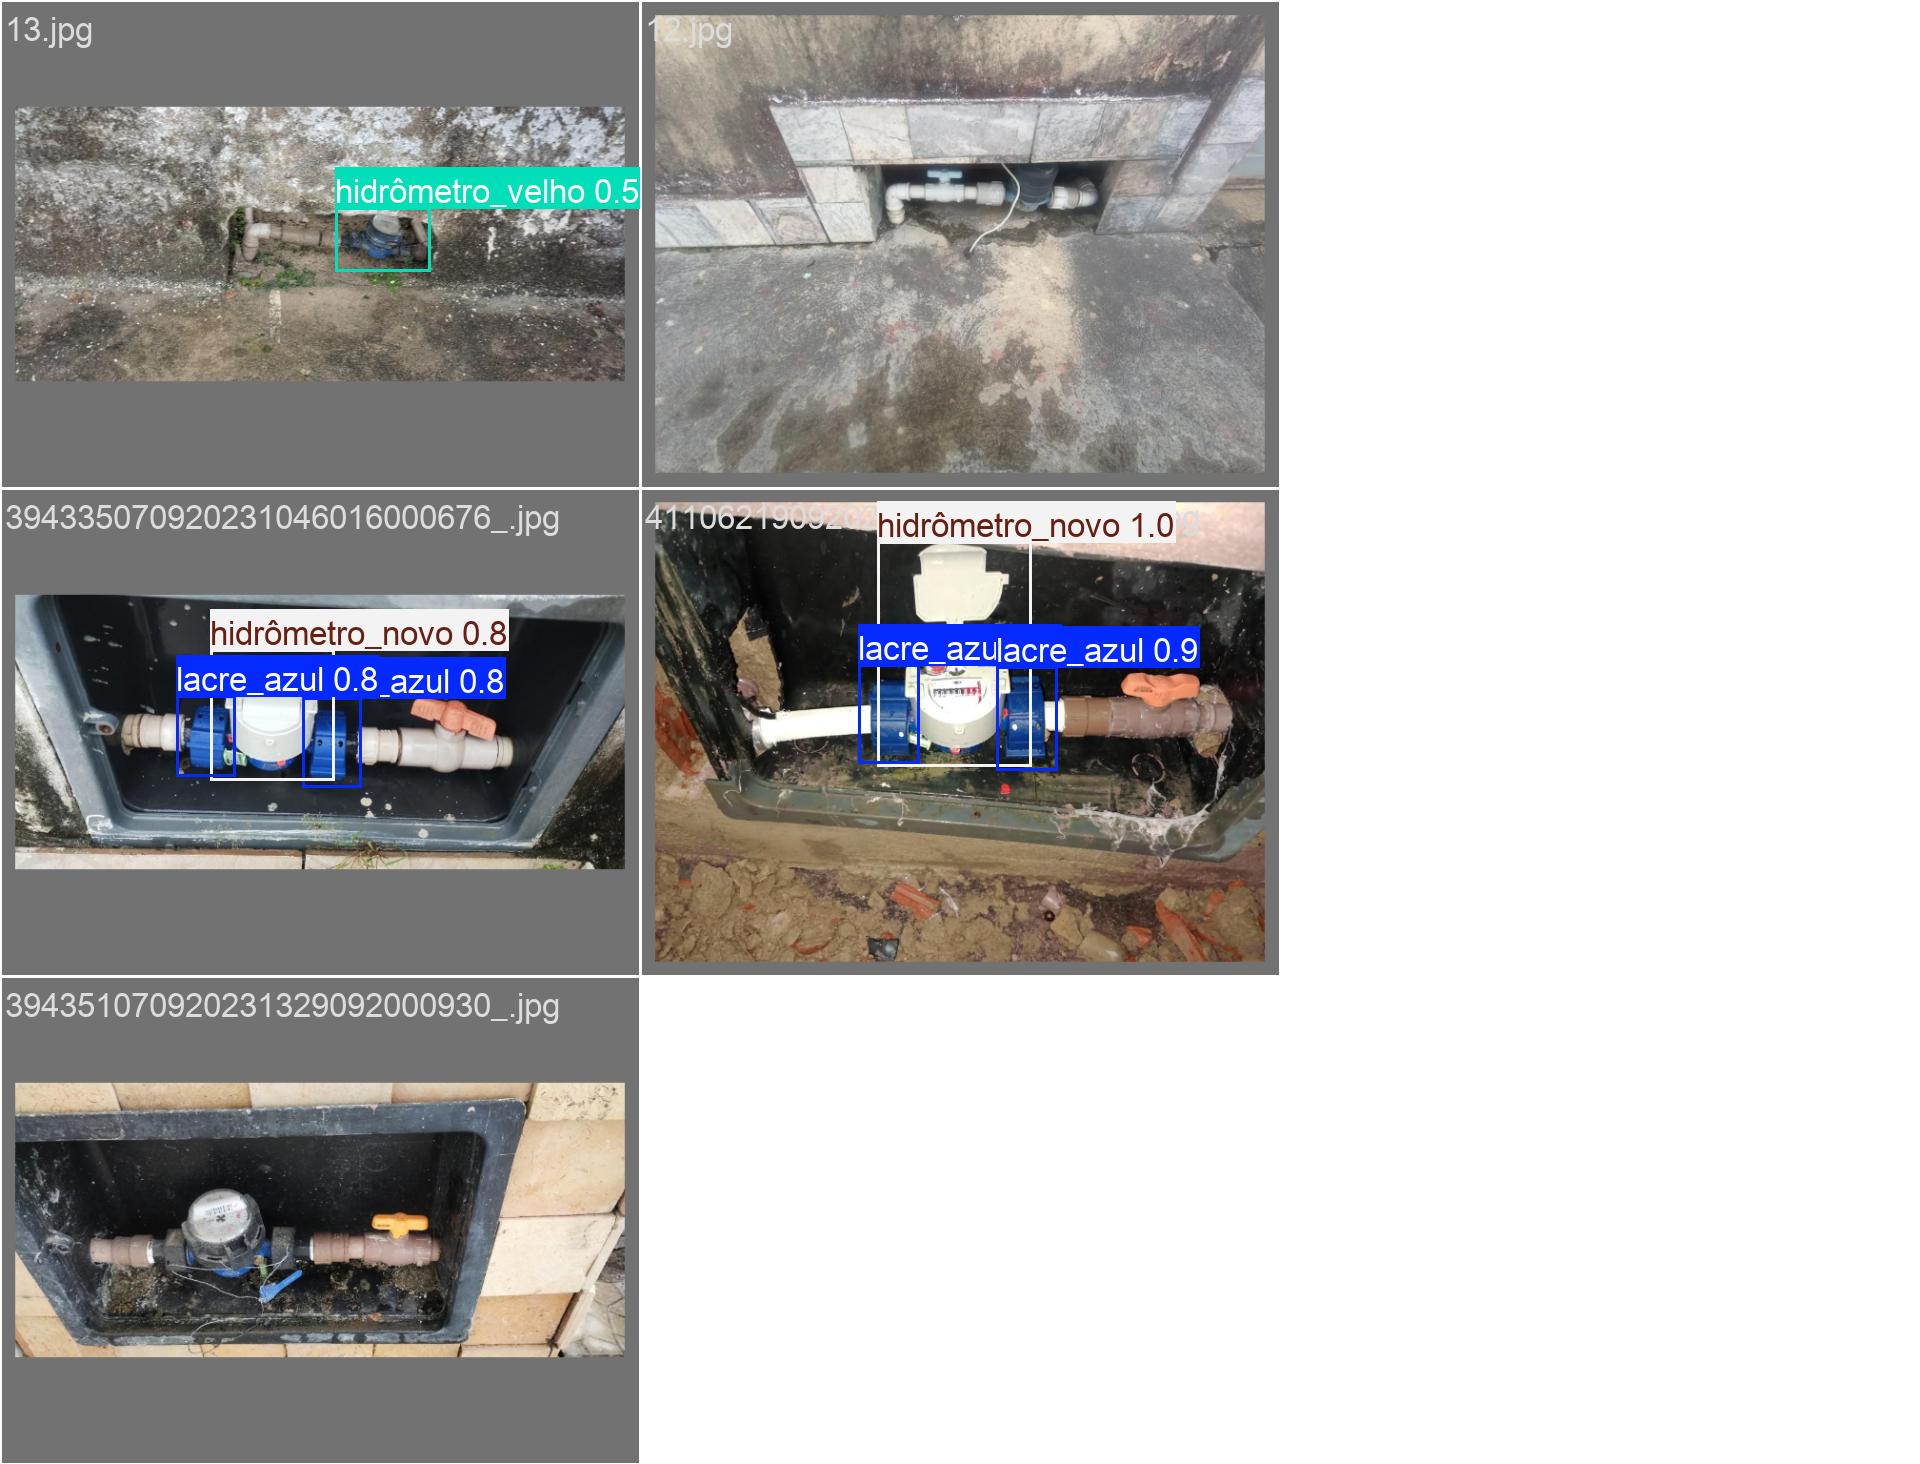 13.jpg
hidrômetro_velho 0.5
12.jpg
394335070920231046016000676_.jpg
hidrômetro_novo 0.8
lacre_azul 0.8
_azul 0.8
hidrômetro_novo 1.0
lacre_azu
lacre_azul 0.9
394351070920231329092000930_.jpg